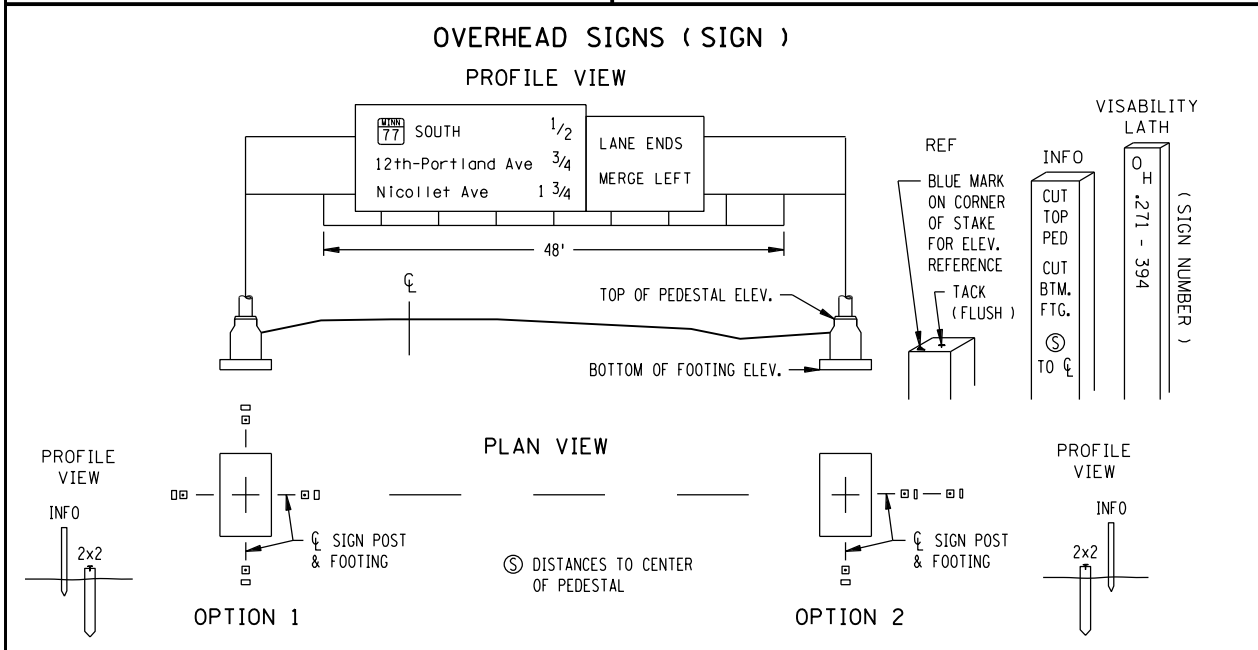 OVERHEAD SIGNS ( SIGN )
PROFILE VIEW
MINN
77 SOUTH 1/2
12th-Portland Ave 3/4
Nicollet Ave 1 3/4
LANE ENDS
MERGE LEFT
48'
℄
TOP OF PEDESTAL ELEV.
BOTTOM OF FOOTING ELEV.
REF
BLUE MARK
ON CORNER
OF STAKE
FOR ELEV.
REFERENCE
TACK
(FLUSH )
INFO
CUT
TOP
PED
CUT
BTM.
FTG.
Ⓢ
TO ℄
VISABILITY
LATH
OH .271 - 394
( SIGN NUMBER )
PLAN VIEW
PROFILE
VIEW
INFO
2x2
℄ SIGN POST
& FOOTING
OPTION 1
Ⓢ DISTANCES TO CENTER
OF PEDESTAL
℄ SIGN POST
& FOOTING
OPTION 2
PROFILE
VIEW
INFO
2x2